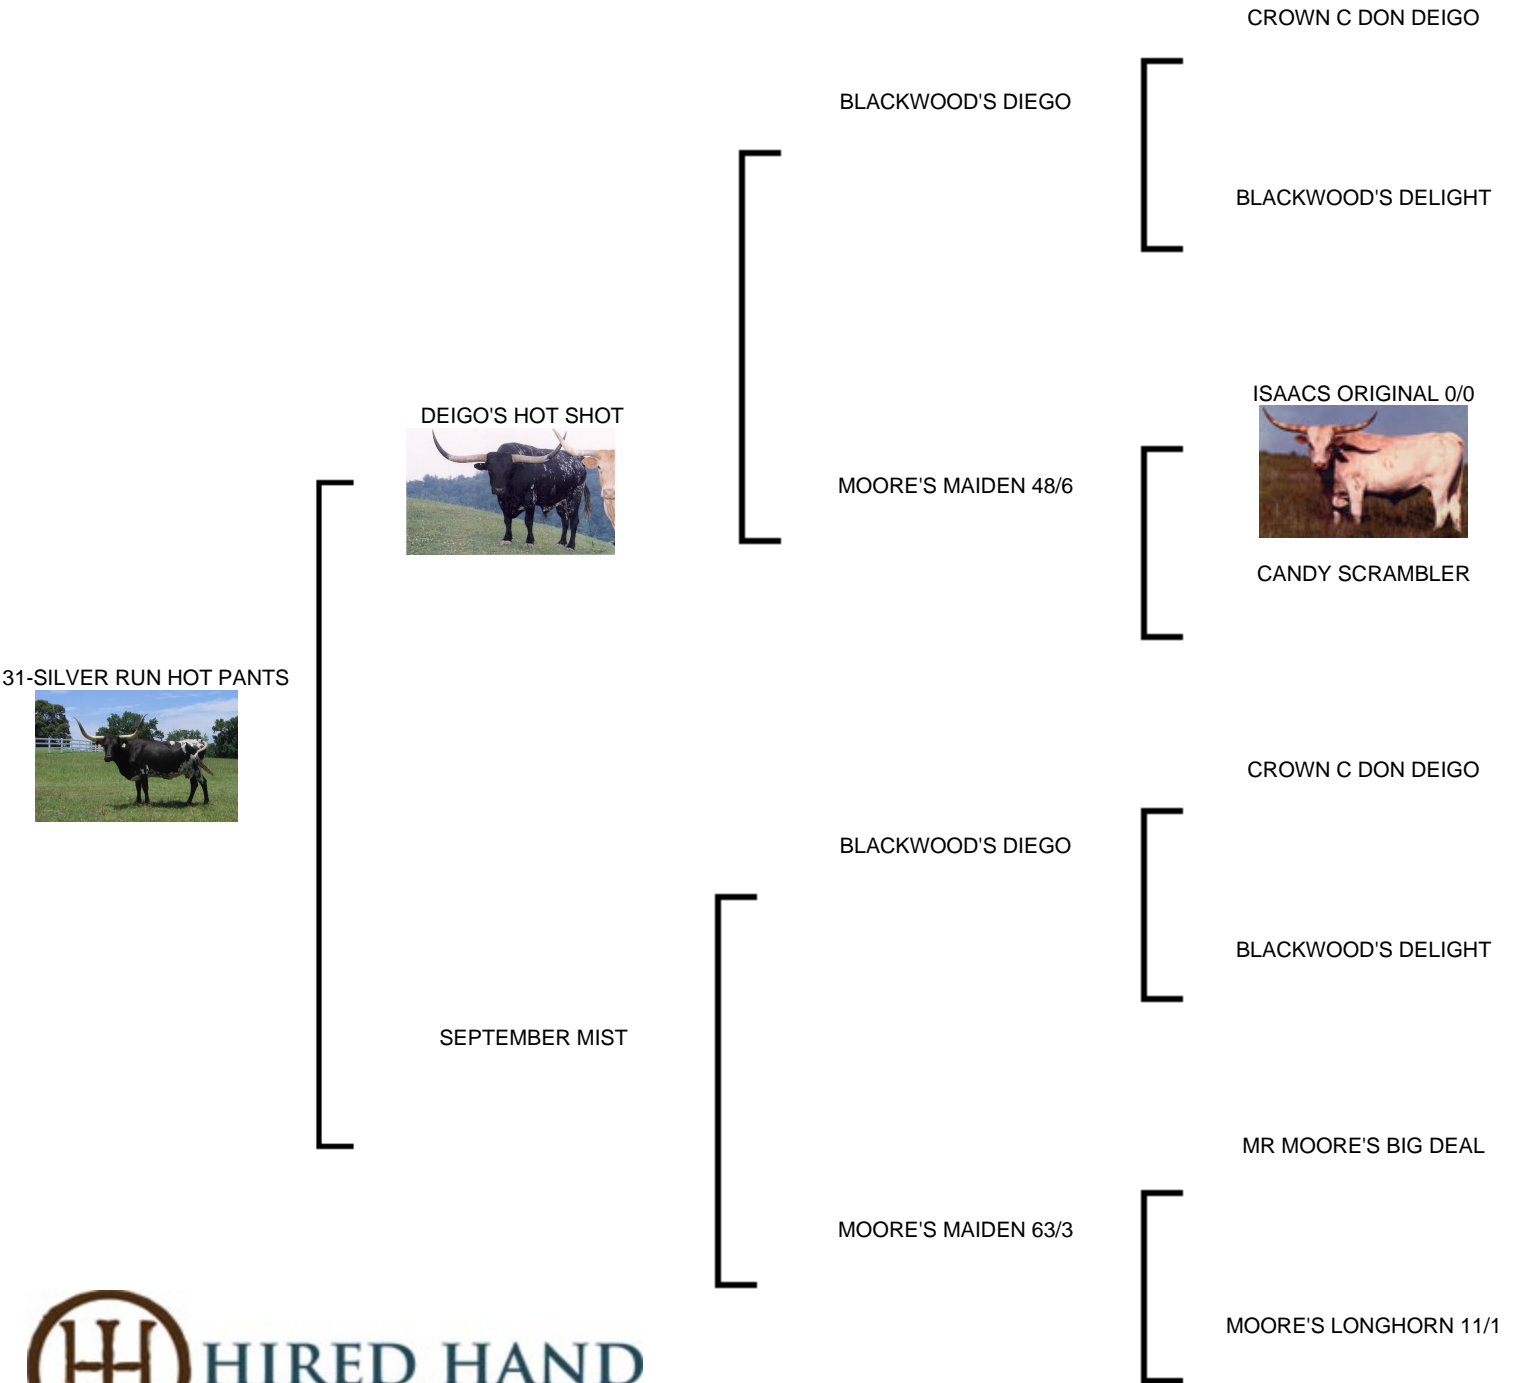 CROWN C DON DEIGO
BLACKWOOD'S DIEGO
BLACKWOOD'S DELIGHT
ISAACS ORIGINAL 0/0
DEIGO'S HOT SHOT
MOORE'S MAIDEN 48/6
CANDY SCRAMBLER
31-SILVER RUN HOT PANTS
CROWN C DON DEIGO
BLACKWOOD'S DIEGO
BLACKWOOD'S DELIGHT
SEPTEMBER MIST
MR MOORE'S BIG DEAL
MOORE'S MAIDEN 63/3
MOORE'S LONGHORN 11/1
HIRED HAND